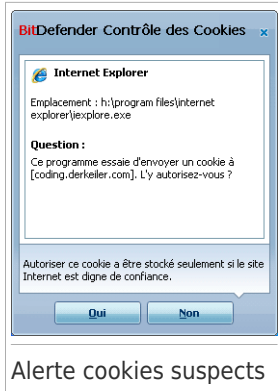 BitDefender Contrôle des Cookies x
Internet Explorer
Emplacement : h:\program files\internet
explorer\iexplore.exe
Question :
Ce programme essaie d'envoyer un cookie à
[coding.derkeiler.com]. L'y autorisez-vous ?
Autoriser ce cookie a être stocké seulement si le site
Internet est digne de confiance.
Oui Non
Alerte cookies suspects